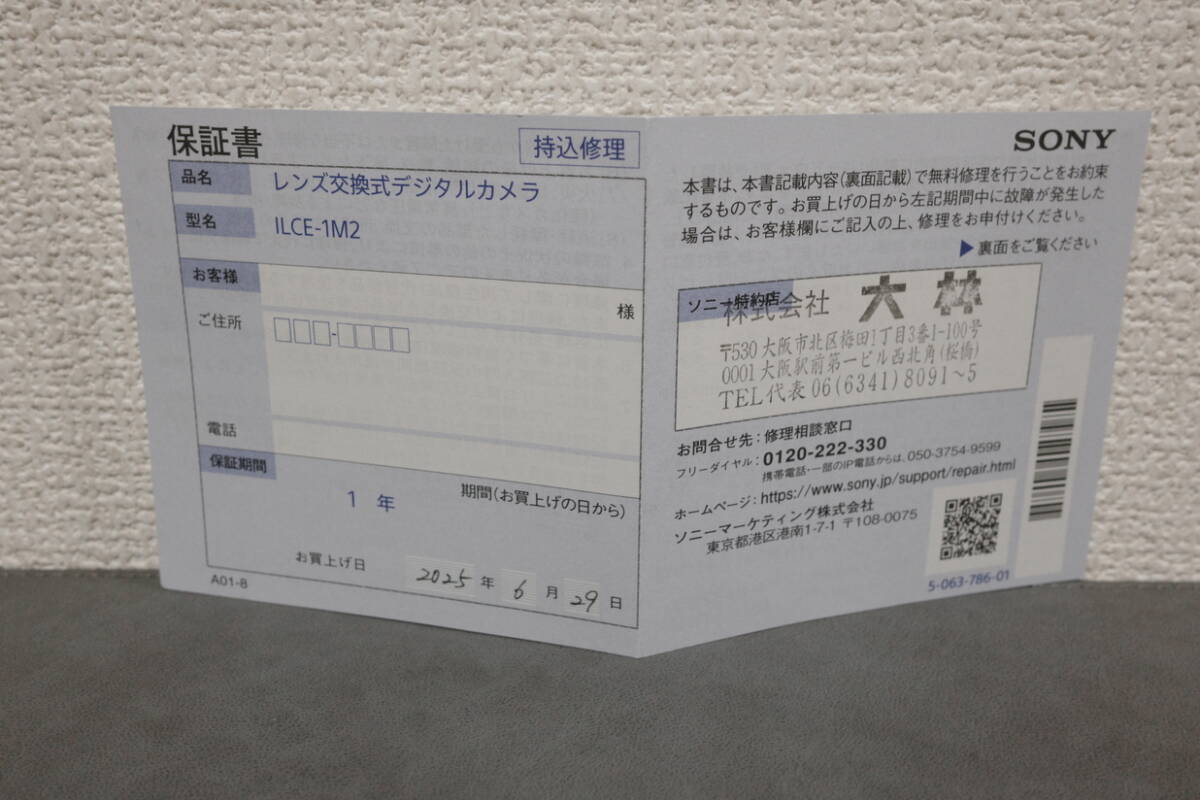 保証書
持込修理
品名 レンズ交換式デジタルカメラ
型名 ILCE-1M2
お客様
様
ご住所
電話
保証期間
1 年
期間(お買上げの日から)
お買上げ日 2025 年 6 月 29 日
A01-8
SONY
本書は、本書記載内容(裏面記載)で無料修理を行うことをお約束
するものです。お買上げの日から左記期間中に故障が発生した
場合は、お客様欄にご記入の上、修理をお申付けください。
▶裏面をご覧ください
ソニー特約店
株式会社 大林
〒530 大阪市北区梅田1丁目3番1-100号
0001 大阪駅前第一ビル西北角(桜橋)
TEL代表 06(6341)8091~5
お問合せ先:修理相談窓口
フリーダイヤル:0120-222-330
携帯電話・一部のIP電話からは、050-3754-9599
ホームページ:https://www.sony.jp/support/repair.html
ソニーマーケティング株式会社
東京都港区港南1-7-1 〒108-0075
5-063-786-01